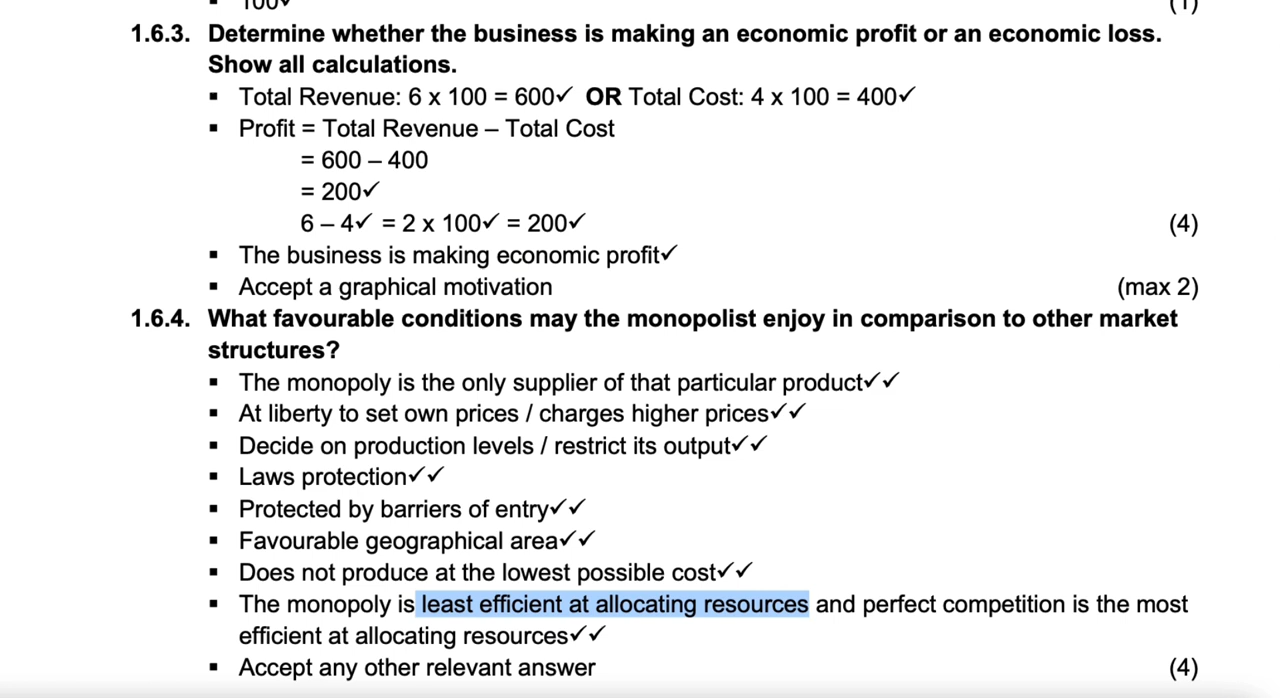 ▪ 100✓ (1)
1.6.3. Determine whether the business is making an economic profit or an economic loss.
Show all calculations.
▪ Total Revenue: 6 x 100 = 600✓ OR Total Cost: 4 x 100 = 400✓
▪ Profit = Total Revenue – Total Cost
= 600 – 400
= 200✓
6 – 4✓ = 2 x 100✓ = 200✓ (4)
▪ The business is making economic profit✓
▪ Accept a graphical motivation (max 2)
1.6.4. What favourable conditions may the monopolist enjoy in comparison to other market
structures?
▪ The monopoly is the only supplier of that particular product✓✓
▪ At liberty to set own prices / charges higher prices✓✓
▪ Decide on production levels / restrict its output✓✓
▪ Laws protection✓✓
▪ Protected by barriers of entry✓✓
▪ Favourable geographical area✓✓
▪ Does not produce at the lowest possible cost✓✓
▪ The monopoly is least efficient at allocating resources and perfect competition is the most
efficient at allocating resources✓✓
▪ Accept any other relevant answer (4)